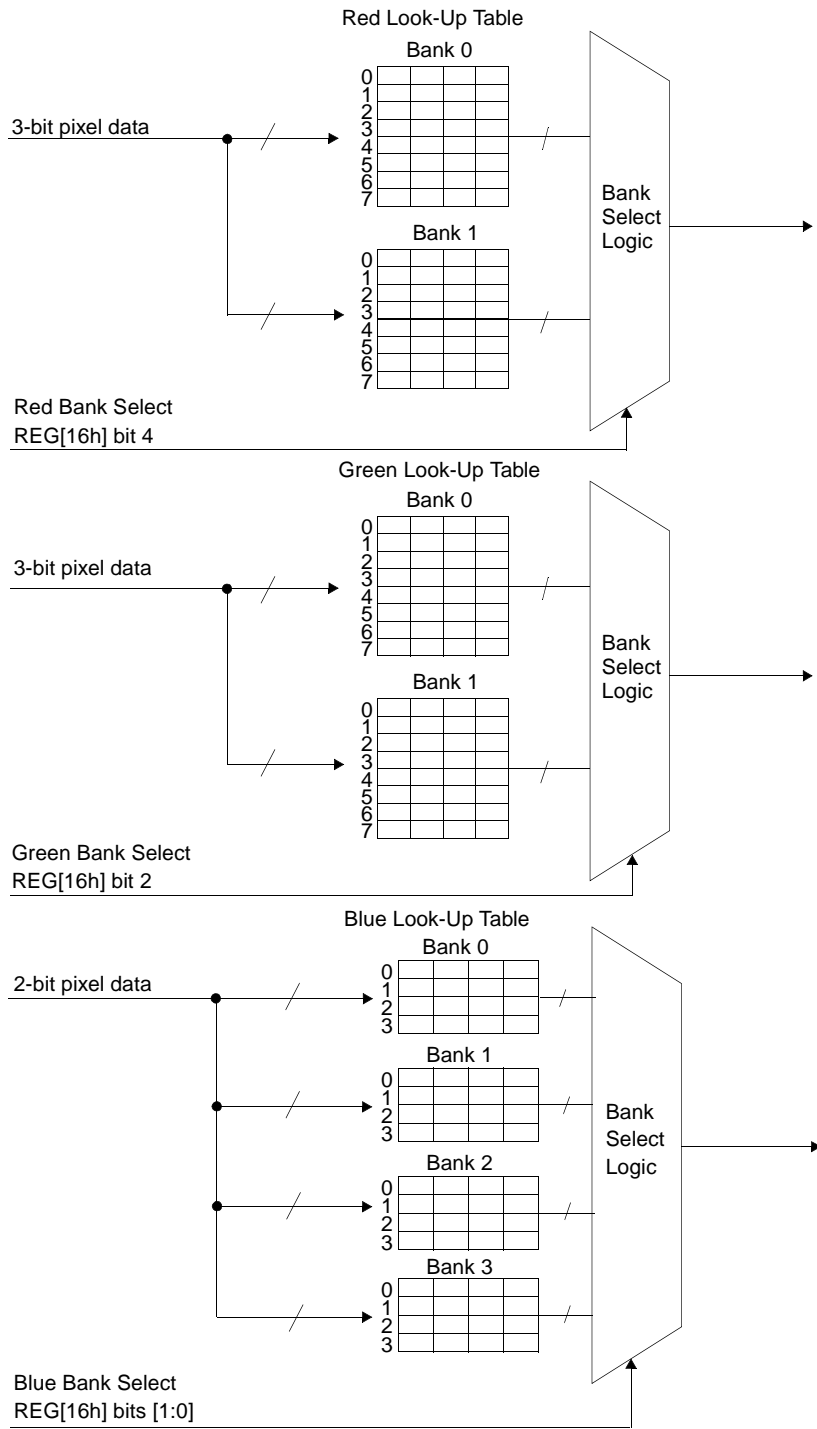 Red Look-Up Table
Bank 0
0
1
2
3
4
5
6
7
3-bit pixel data
Bank 1
0
1
2
3
4
5
6
7
Bank
Select
Logic
Red Bank Select
REG[16h] bit 4
Green Look-Up Table
Bank 0
0
1
2
3
4
5
6
7
3-bit pixel data
Bank 1
0
1
2
3
4
5
6
7
Bank
Select
Logic
Green Bank Select
REG[16h] bit 2
Blue Look-Up Table
Bank 0
0
1
2
3
2-bit pixel data
Bank 1
0
1
2
3
Bank 2
0
1
2
3
Bank 3
0
1
2
3
Bank
Select
Logic
Blue Bank Select
REG[16h] bits [1:0]